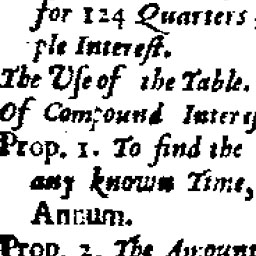 for 124 Quarters
ple Intereſt.
The Uſe of the Table.
Of Compound Intereſ
Prop. 1. To find the
any known Time,
Annum.
Prop. 2. The Amount